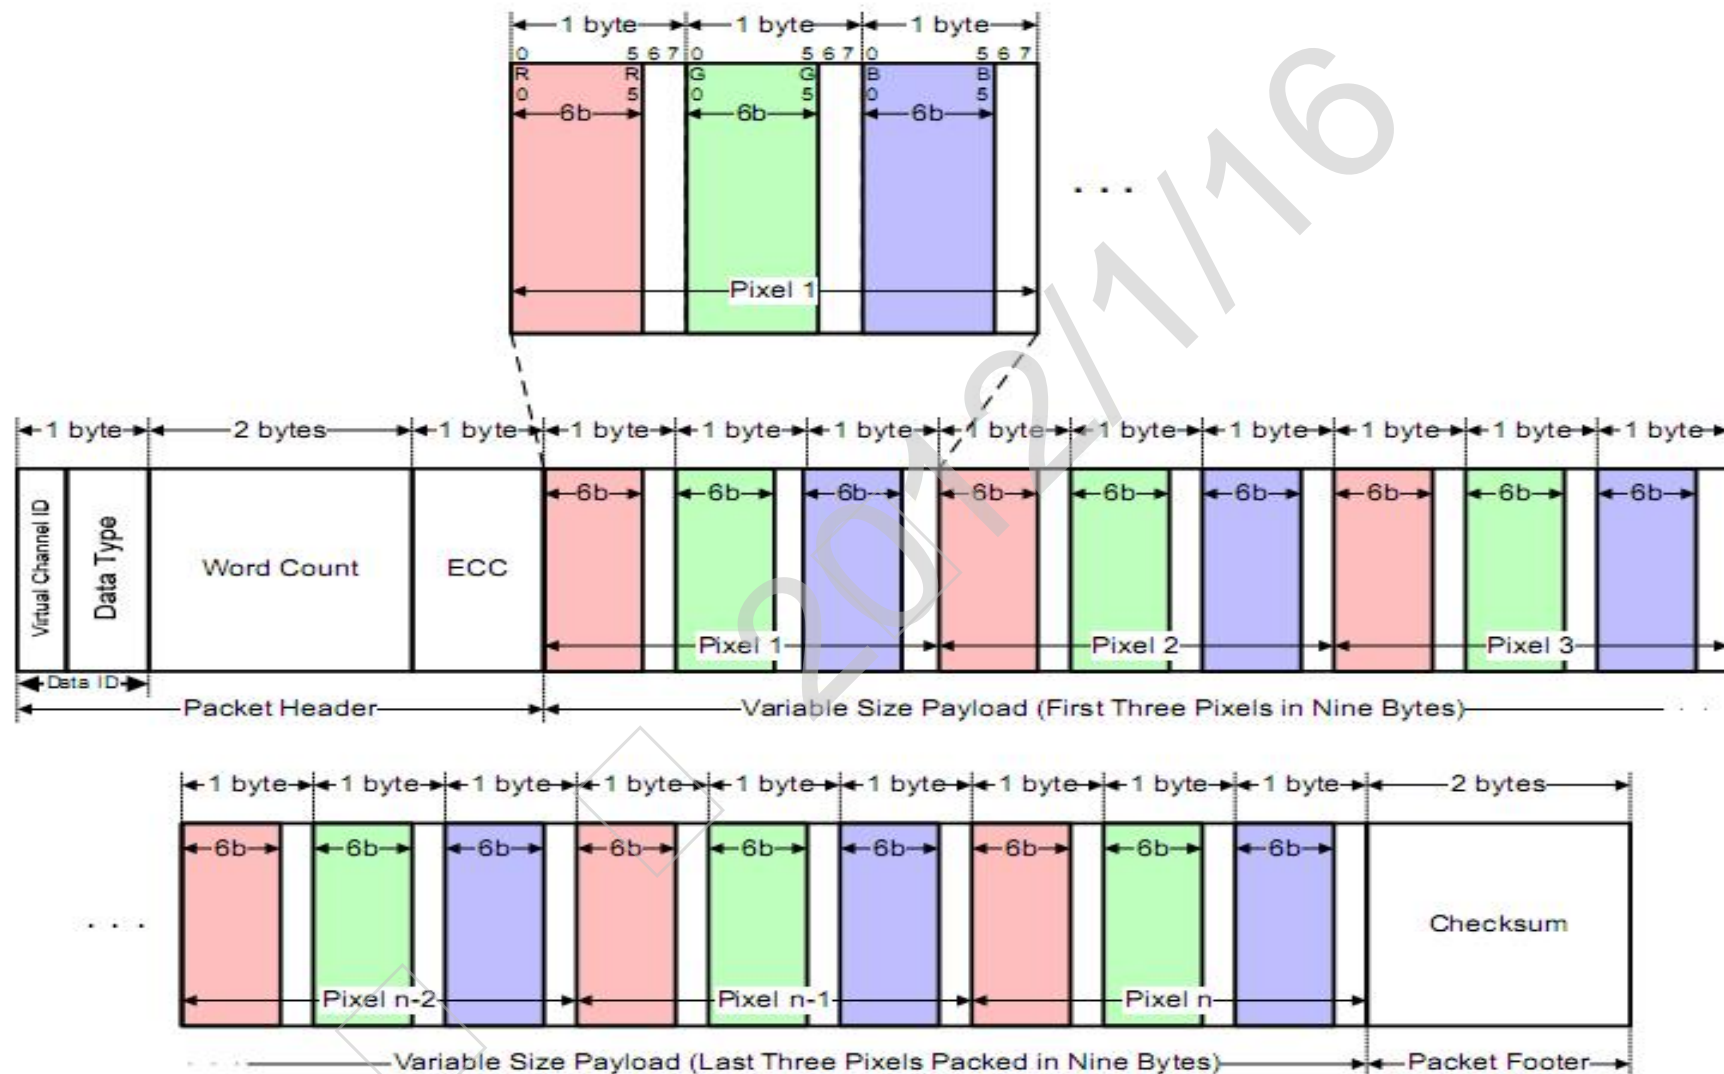 1 byte 1 byte 1 byte
0 5 6 7 0 5 6 7 0 5 6 7
R R G G B B
0 5 0 5 0 5
6b 6b 6b
. . .
Pixel 1
1 byte 2 bytes 1 byte 1 byte 1 byte 1 byte 1 byte 1 byte 1 byte 1 byte 1 byte 1 byte
6b 6b 6b 6b 6b 6b 6b 6b 6b
Virtual Channel ID
Data Type
Word Count
ECC
Pixel 1 Pixel 2 Pixel 3
Data ID
Packet Header Variable Size Payload (First Three Pixels in Nine Bytes)
1 byte 1 byte 1 byte 1 byte 1 byte 1 byte 1 byte 1 byte 1 byte 2 bytes
6b 6b 6b 6b 6b 6b 6b 6b 6b
. . .
Checksum
Pixel n-2 Pixel n-1 Pixel n
Variable Size Payload (Last Three Pixels Packed in Nine Bytes) Packet Footer
2012/1/16